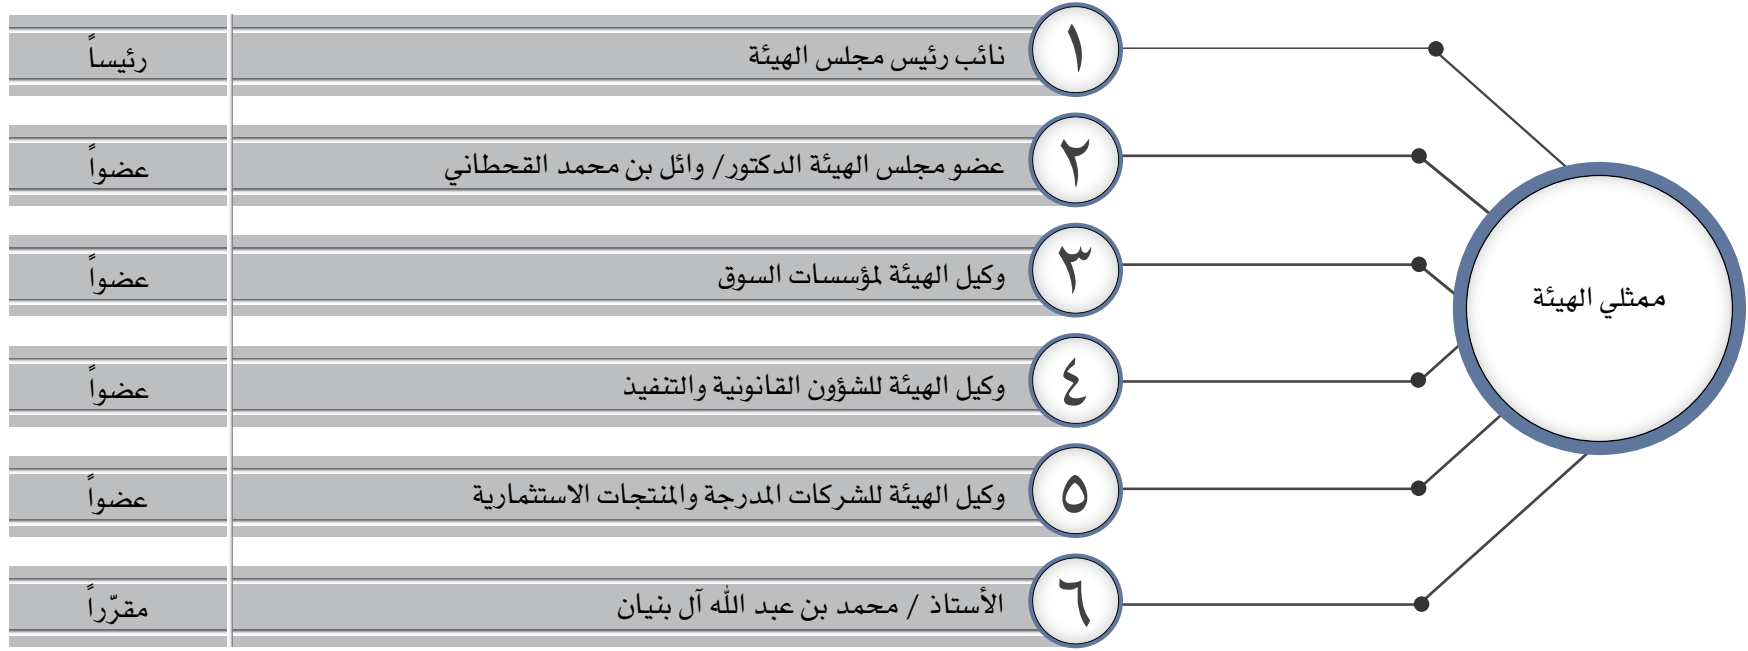 ممثلي الهيئة
١ نائب رئيس مجلس الهيئة رئيساً
٢ عضو مجلس الهيئة الدكتور/ وائل بن محمد القحطاني عضواً
٣ وكيل الهيئة لمؤسسات السوق عضواً
٤ وكيل الهيئة للشؤون القانونية والتنفيذ عضواً
٥ وكيل الهيئة للشركات المدرجة والمنتجات الاستثمارية عضواً
٦ الأستاذ / محمد بن عبد الله آل بنيان مقرّراً